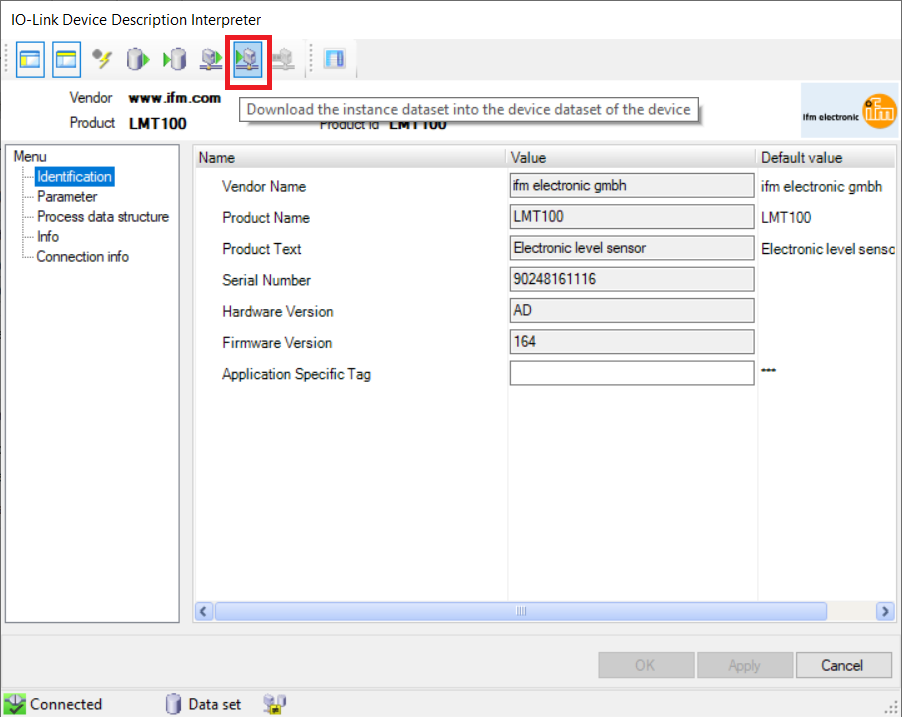 IO-Link Device Description Interpreter
Vendor www.ifm.com
Download the instance dataset into the device dataset of the device
Product LMT100 Product Id LMT100
ifm electronic ifm
Menu
Identification
Parameter
Process data structure
Info
Connection info
Name Value Default value
Vendor Name ifm electronic gmbh ifm electronic gmbh
Product Name LMT100 LMT100
Product Text Electronic level sensor Electronic level senso
Serial Number 90248161116
Hardware Version AD
Firmware Version 164
Application Specific Tag ***
OK Apply Cancel
Connected Data set